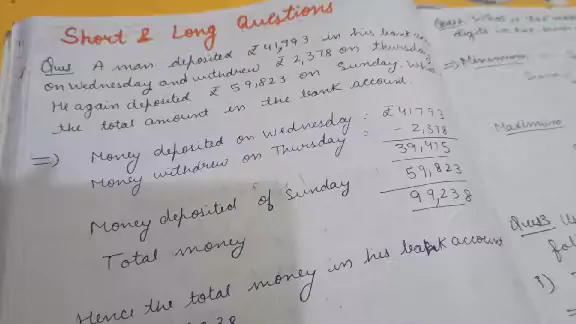 Short & Long Questions
Ques A man deposited ₹ 41,793 in his bank
on Wednesday and withdrew ₹ 2,378 on Thursday
He again deposited ₹ 59,823 on Sunday.
the total amount in the bank account.
=) Money deposited on Wednesday : ₹41793
Money withdrew on Thursday : - 2,378
39,415
Money deposited of Sunday 59,823
Total money 99,238
Hence the total money in his bank account
digits
Minimum
Maximum
Ques
1)